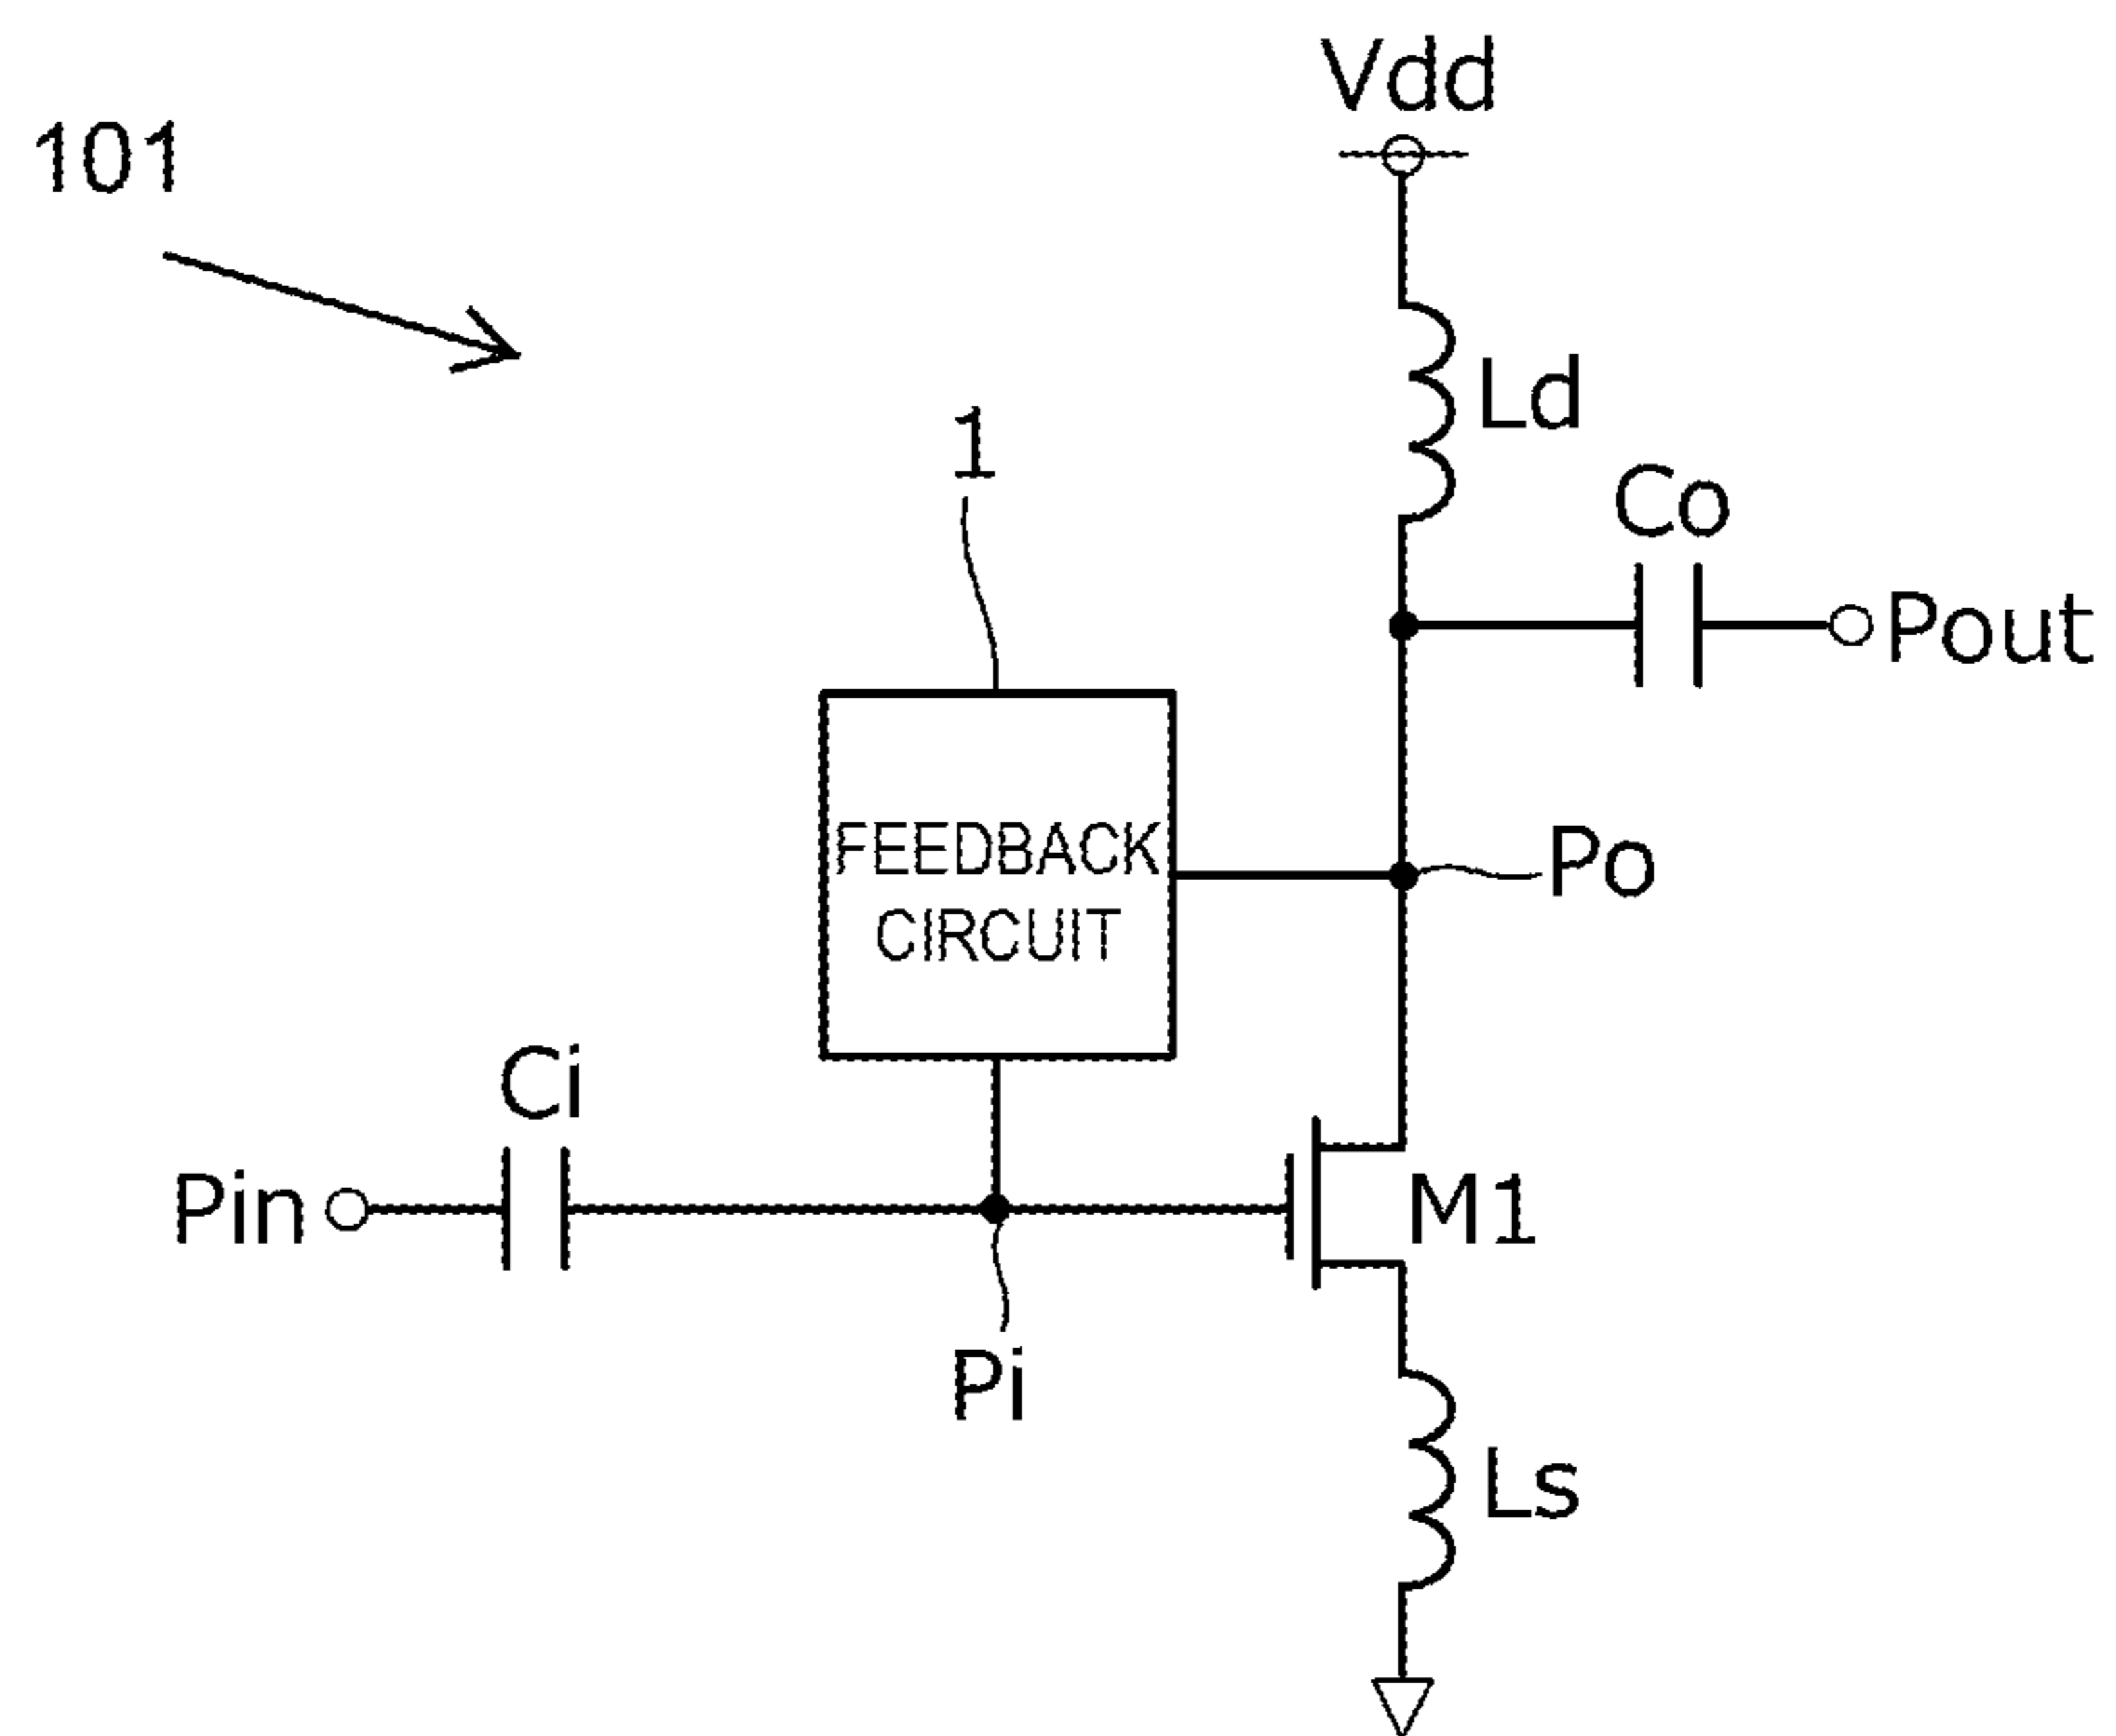 Vdd
101
Ld
1
Co
Pout
FEEDBACK
CIRCUIT
Po
Ci
Pin
M1
Pi
Ls